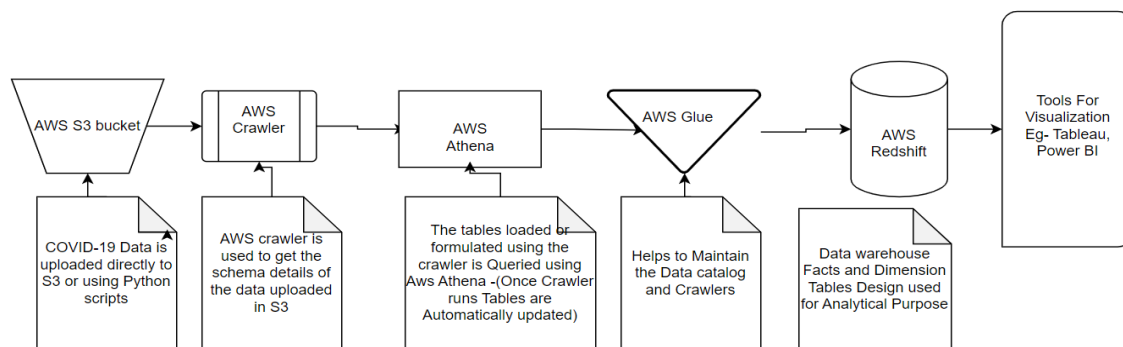 AWS S3 bucket
AWS
Crawler
AWS
Athena
AWS Glue
AWS
Redshift
Tools For
Visualization
Eg- Tableau,
Power BI
COVID-19 Data is
uploaded directly to
S3 or using Python
scripts
AWS crawler is
used to get the
schema details of
the data uploaded
in S3
The tables loaded or
formulated using the
crawler is Queried using
Aws Athena -(Once Crawler
runs Tables are
Automatically updated)
Helps to Maintain
the Data catalog
and Crawlers
Data warehouse
Facts and Dimension
Tables Design used
for Analytical Purpose